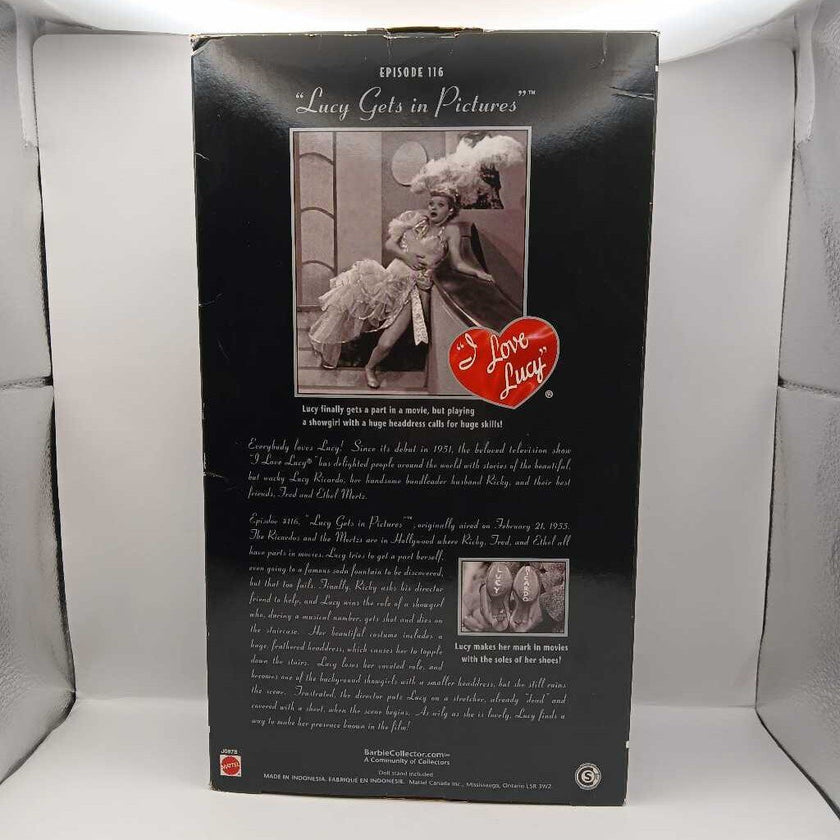 EPISODE 116
"Lucy Gets in Pictures"™
"I Love
Lucy"
®
Lucy finally gets a part in a movie, but playing
a showgirl with a huge headdress calls for huge skills!
Everybody loves Lucy! Since its debut in 1951, the beloved television show
"I Love Lucy"® has delighted people around the world with stories of the beautiful,
but wacky Lucy Ricardo, her handsome bandleader husband Ricky, and their best
friends, Fred and Ethel Mertz.
Episode #116, "Lucy Gets in Pictures"™, originally aired on February 21, 1955.
The Ricardos and the Mertzs are in Hollywood where Ricky, Fred, and Ethel all
have parts in movies. Lucy tries to get a part herself,
even going to a famous soda fountain to be discovered,
but that too fails. Finally, Ricky asks his director
friend to help, and Lucy wins the role of a showgirl
who, during a musical number, gets shot and dies on
the staircase. Her beautiful costume includes a
huge, feathered headdress, which causes her to topple
down the stairs. Lucy loses her coveted role, and
becomes one of the background showgirls with a smaller headdress, but she still ruins
the scene. Frustrated, the director puts Lucy on a stretcher, already "dead" and
covered with a sheet, when the scene begins. As wily as she is lovely, Lucy finds a
way to make her presence known in the film!
LUCY
RICARDO
Lucy makes her mark in movies
with the soles of her shoes!
J0878
MATTEL
BarbieCollector.com™
A Community of Collectors
Doll stand included.
MADE IN INDONESIA. FABRIQUÉ EN INDONESIE. Mattel Canada Inc., Mississauga, Ontario L5R 3W2.
S